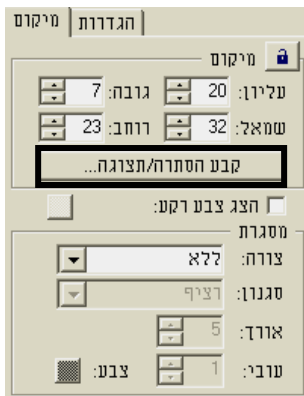 מיקום הגדרות
מיקום
עליון: 20 גובה: 7
שמאל: 32 רוחב: 23
קבע הסתרה/תצוגה...
הצג צבע רקע:
מסגרת
צורה: ללא
סגנון: רציף
אורך: 5
עובי: 1 צבע: